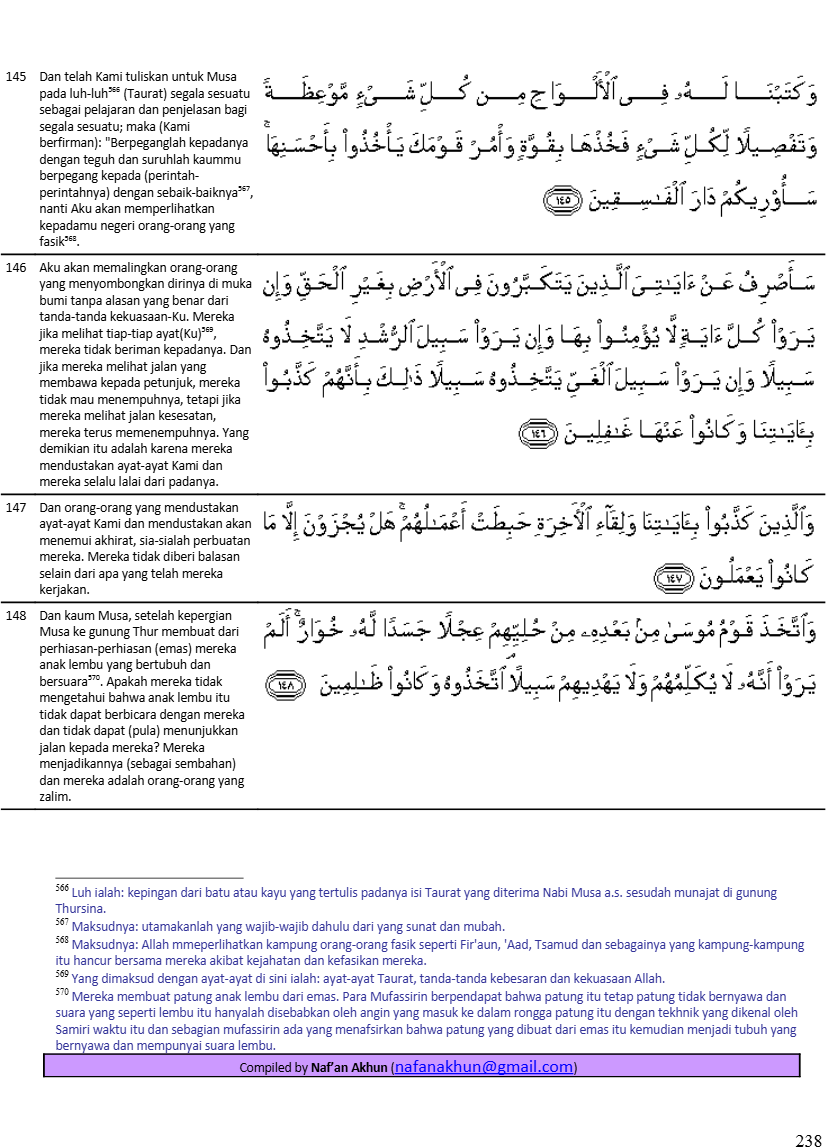 145 Dan telah Kami tuliskan untuk Musa
pada luh-luh⁵⁶⁶ (Taurat) segala sesuatu
sebagai pelajaran dan penjelasan bagi
segala sesuatu; maka (Kami
berfirman): "Berpeganglah kepadanya
dengan teguh dan suruhlah kaummu
berpegang kepada (perintah-
perintahnya) dengan sebaik-baiknya⁵⁶⁷,
nanti Aku akan memperlihatkan
kepadamu negeri orang-orang yang
fasik⁵⁶⁸.
وَكَتَبْنَا لَهُۥ فِى ٱلْأَلْوَاحِ مِن كُلِّ شَىْءٍ مَّوْعِظَةً
وَتَفْصِيلًا لِّكُلِّ شَىْءٍ فَخُذْهَا بِقُوَّةٍ وَأْمُرْ قَوْمَكَ يَأْخُذُوا۟ بِأَحْسَنِهَا ۚ
سَأُو۟رِيكُمْ دَارَ ٱلْفَـٰسِقِينَ ١٤٥
146 Aku akan memalingkan orang-orang
yang menyombongkan dirinya di muka
bumi tanpa alasan yang benar dari
tanda-tanda kekuasaan-Ku. Mereka
jika melihat tiap-tiap ayat(Ku)⁵⁶⁹,
mereka tidak beriman kepadanya. Dan
jika mereka melihat jalan yang
membawa kepada petunjuk, mereka
tidak mau menempuhnya, tetapi jika
mereka melihat jalan kesesatan,
mereka terus memenempuhnya. Yang
demikian itu adalah karena mereka
mendustakan ayat-ayat Kami dan
mereka selalu lalai dari padanya.
سَأَصْرِفُ عَنْ ءَايَـٰتِىَ ٱلَّذِينَ يَتَكَبَّرُونَ فِى ٱلْأَرْضِ بِغَيْرِ ٱلْحَقِّ وَإِن
يَرَوْا۟ كُلَّ ءَايَةٍ لَّا يُؤْمِنُوا۟ بِهَا وَإِن يَرَوْا۟ سَبِيلَ ٱلرُّشْدِ لَا يَتَّخِذُوهُ
سَبِيلًا وَإِن يَرَوْا۟ سَبِيلَ ٱلْغَىِّ يَتَّخِذُوهُ سَبِيلًا ذَٰلِكَ بِأَنَّهُمْ كَذَّبُوا۟
بِـَٔايَـٰتِنَا وَكَانُوا۟ عَنْهَا غَـٰفِلِينَ ١٤٦
147 Dan orang-orang yang mendustakan
ayat-ayat Kami dan mendustakan akan
menemui akhirat, sia-sialah perbuatan
mereka. Mereka tidak diberi balasan
selain dari apa yang telah mereka
kerjakan.
وَٱلَّذِينَ كَذَّبُوا۟ بِـَٔايَـٰتِنَا وَلِقَآءِ ٱلْـَٔاخِرَةِ حَبِطَتْ أَعْمَـٰلُهُمْ ۚ هَلْ يُجْزَوْنَ إِلَّا مَا
كَانُوا۟ يَعْمَلُونَ ١٤٧
148 Dan kaum Musa, setelah kepergian
Musa ke gunung Thur membuat dari
perhiasan-perhiasan (emas) mereka
anak lembu yang bertubuh dan
bersuara⁵⁷⁰. Apakah mereka tidak
mengetahui bahwa anak lembu itu
tidak dapat berbicara dengan mereka
dan tidak dapat (pula) menunjukkan
jalan kepada mereka? Mereka
menjadikannya (sebagai sembahan)
dan mereka adalah orang-orang yang
zalim.
وَٱتَّخَذَ قَوْمُ مُوسَىٰ مِنۢ بَعْدِهِۦ مِنْ حُلِيِّهِمْ عِجْلًا جَسَدًا لَّهُۥ خُوَارٌ ۚ أَلَمْ
يَرَوْا۟ أَنَّهُۥ لَا يُكَلِّمُهُمْ وَلَا يَهْدِيهِمْ سَبِيلًا ۘ ٱتَّخَذُوهُ وَكَانُوا۟ ظَـٰلِمِينَ ١٤٨
⁵⁶⁶ Luh ialah: kepingan dari batu atau kayu yang tertulis padanya isi Taurat yang diterima Nabi Musa a.s. sesudah munajat di gunung
Thursina.
⁵⁶⁷ Maksudnya: utamakanlah yang wajib-wajib dahulu dari yang sunat dan mubah.
⁵⁶⁸ Maksudnya: Allah mmeperlihatkan kampung orang-orang fasik seperti Fir'aun, 'Aad, Tsamud dan sebagainya yang kampung-kampung
itu hancur bersama mereka akibat kejahatan dan kefasikan mereka.
⁵⁶⁹ Yang dimaksud dengan ayat-ayat di sini ialah: ayat-ayat Taurat, tanda-tanda kebesaran dan kekuasaan Allah.
⁵⁷⁰ Mereka membuat patung anak lembu dari emas. Para Mufassirin berpendapat bahwa patung itu tetap patung tidak bernyawa dan
suara yang seperti lembu itu hanyalah disebabkan oleh angin yang masuk ke dalam rongga patung itu dengan tekhnik yang dikenal oleh
Samiri waktu itu dan sebagian mufassirin ada yang menafsirkan bahwa patung yang dibuat dari emas itu kemudian menjadi tubuh yang
bernyawa dan mempunyai suara lembu.
Compiled by Naf'an Akhun (nafanakhun@gmail.com)
238